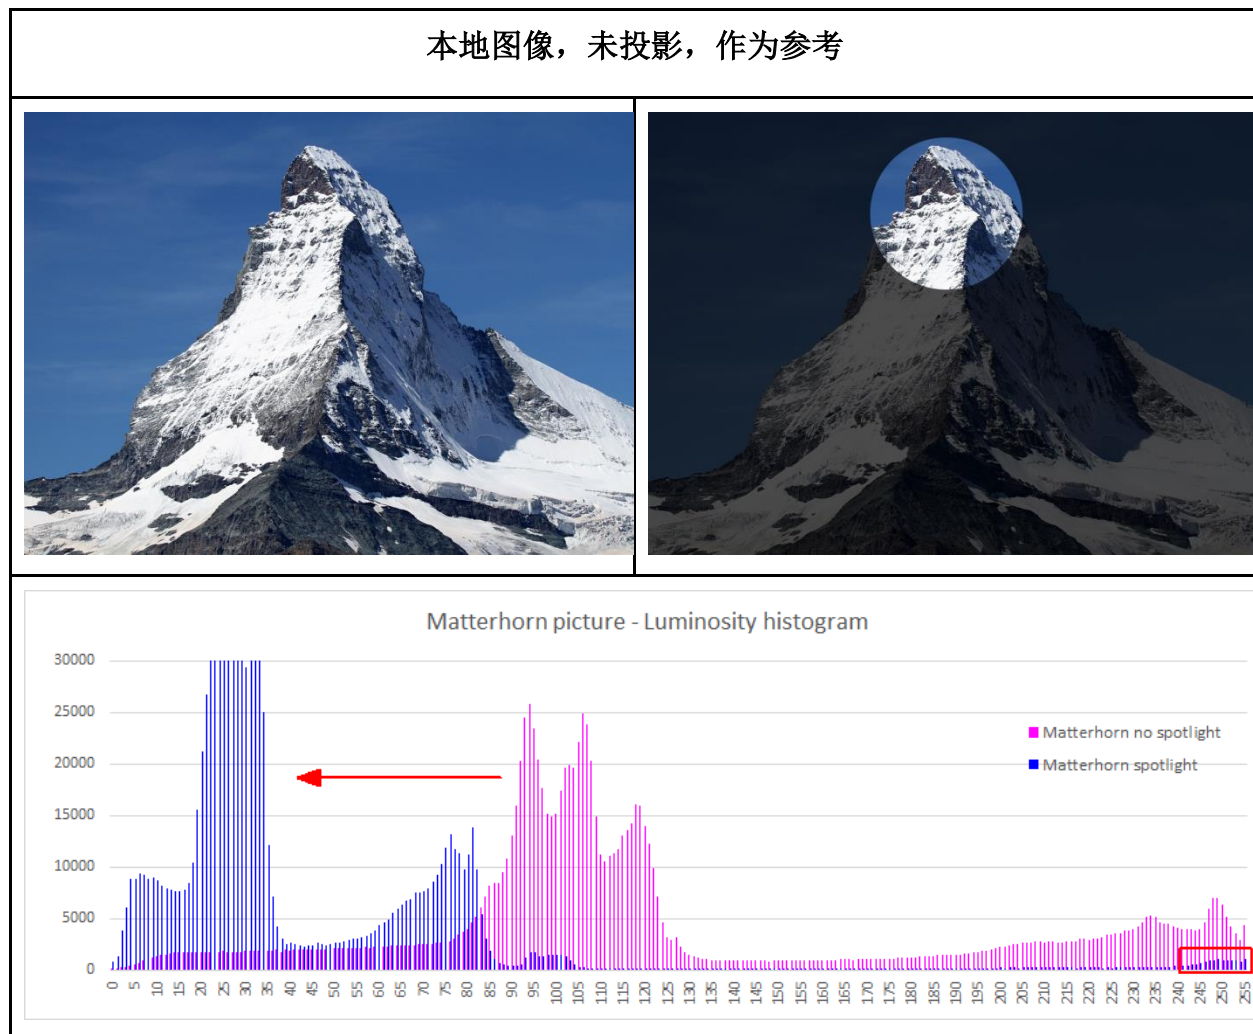 本地图像，未投影，作为参考
Matterhorn picture - Luminosity histogram
30000
25000
20000
15000
10000
5000
0
Matterhorn no spotlight
Matterhorn spotlight
0 5 10 15 20 25 30 35 40 45 50 55 60 65 70 75 80 85 90 95 100 105 110 115 120 125 130 135 140 145 150 155 160 165 170 175 180 185 190 195 200 205 210 215 220 225 230 235 240 245 250 255